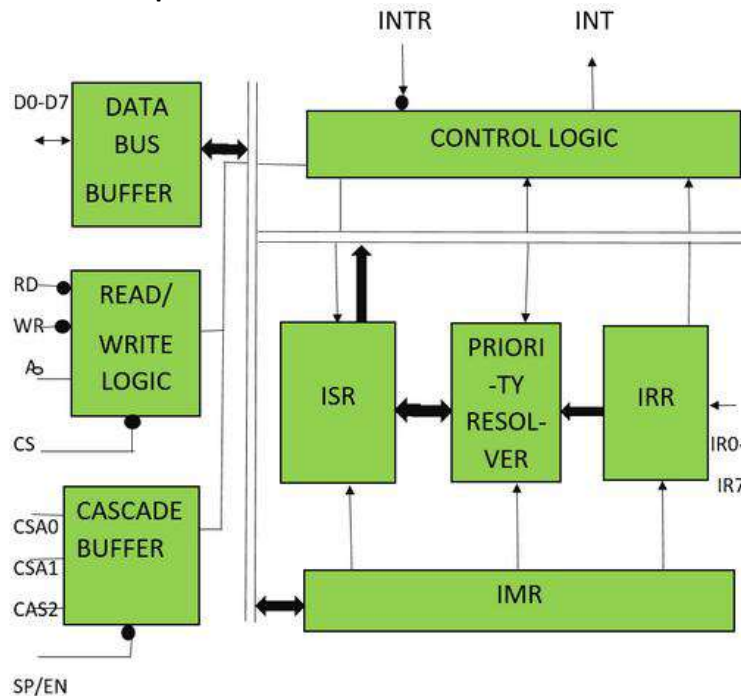 INTR
INT
D0-D7
DATA
BUS
BUFFER
CONTROL LOGIC
RD
WR
A0
CS
READ/
WRITE
LOGIC
ISR
PRIORI
-TY
RESOL-
VER
IRR
IR0-
IR7
CSA0
CSA1
CAS2
CASCADE
BUFFER
SP/EN
IMR